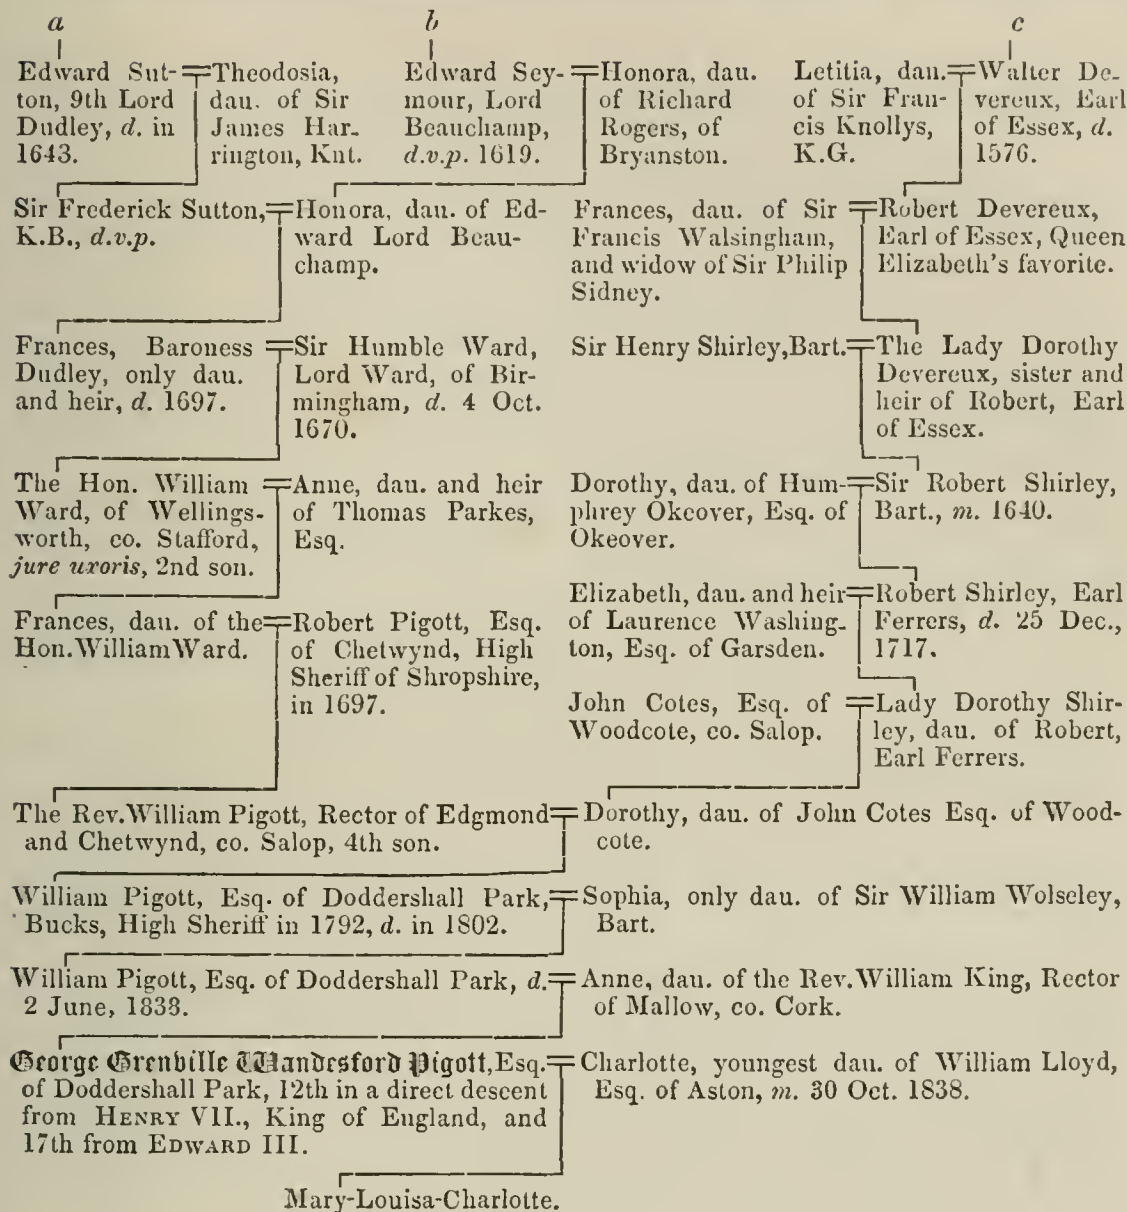 a b c
Edward Sut-
ton, 9th Lord
Dudley, d. in
1643.
Theodosia,
dau. of Sir
James Har-
rington, Knt.
Edward Sey-
mour, Lord
Beauchamp,
d.v.p. 1619.
Honora, dau.
of Richard
Rogers, of
Bryanston.
Letitia, dau.
of Sir Fran-
cis Knollys,
K.G.
Walter De-
vereux, Earl
of Essex, d.
1576.
Sir Frederick Sutton,
K.B., d.v.p.
Honora, dau. of Ed-
ward Lord Beau-
champ.
Frances, dau. of Sir
Francis Walsingham,
and widow of Sir Philip
Sidney.
Robert Devereux,
Earl of Essex, Queen
Elizabeth's favorite.
Frances, Baroness
Dudley, only dau.
and heir, d. 1697.
Sir Humble Ward,
Lord Ward, of Bir-
mingham, d. 4 Oct.
1670.
Sir Henry Shirley, Bart.
The Lady Dorothy
Devereux, sister and
heir of Robert, Earl
of Essex.
The Hon. William
Ward, of Wellings-
worth, co. Stafford,
jure uxoris, 2nd son.
Anne, dau. and heir
of Thomas Parkes,
Esq.
Dorothy, dau. of Hum-
phrey Okeover, Esq. of
Okeover.
Sir Robert Shirley,
Bart., m. 1640.
Frances, dau. of the
Hon. William Ward.
Robert Pigott, Esq.
of Chetwynd, High
Sheriff of Shropshire,
in 1697.
Elizabeth, dau. and heir
of Laurence Washing-
ton, Esq. of Garsden.
Robert Shirley, Earl
Ferrers, d. 25 Dec.,
1717.
John Cotes, Esq. of
Woodcote, co. Salop.
Lady Dorothy Shir-
ley, dau. of Robert,
Earl Ferrers.
The Rev. William Pigott, Rector of Edgmond
and Chetwynd, co. Salop, 4th son.
Dorothy, dau. of John Cotes Esq. of Wood-
cote.
William Pigott, Esq. of Doddershall Park,
Bucks, High Sheriff in 1792, d. in 1802.
Sophia, only dau. of Sir William Wolseley,
Bart.
William Pigott, Esq. of Doddershall Park, d.
2 June, 1838.
Anne, dau. of the Rev. William King, Rector
of Mallow, co. Cork.
George Grenville Wandesford Pigott, Esq.
of Doddershall Park, 12th in a direct descent
from HENRY VII., King of England, and
17th from EDWARD III.
Charlotte, youngest dau. of William Lloyd,
Esq. of Aston, m. 30 Oct. 1838.
Mary-Louisa-Charlotte.